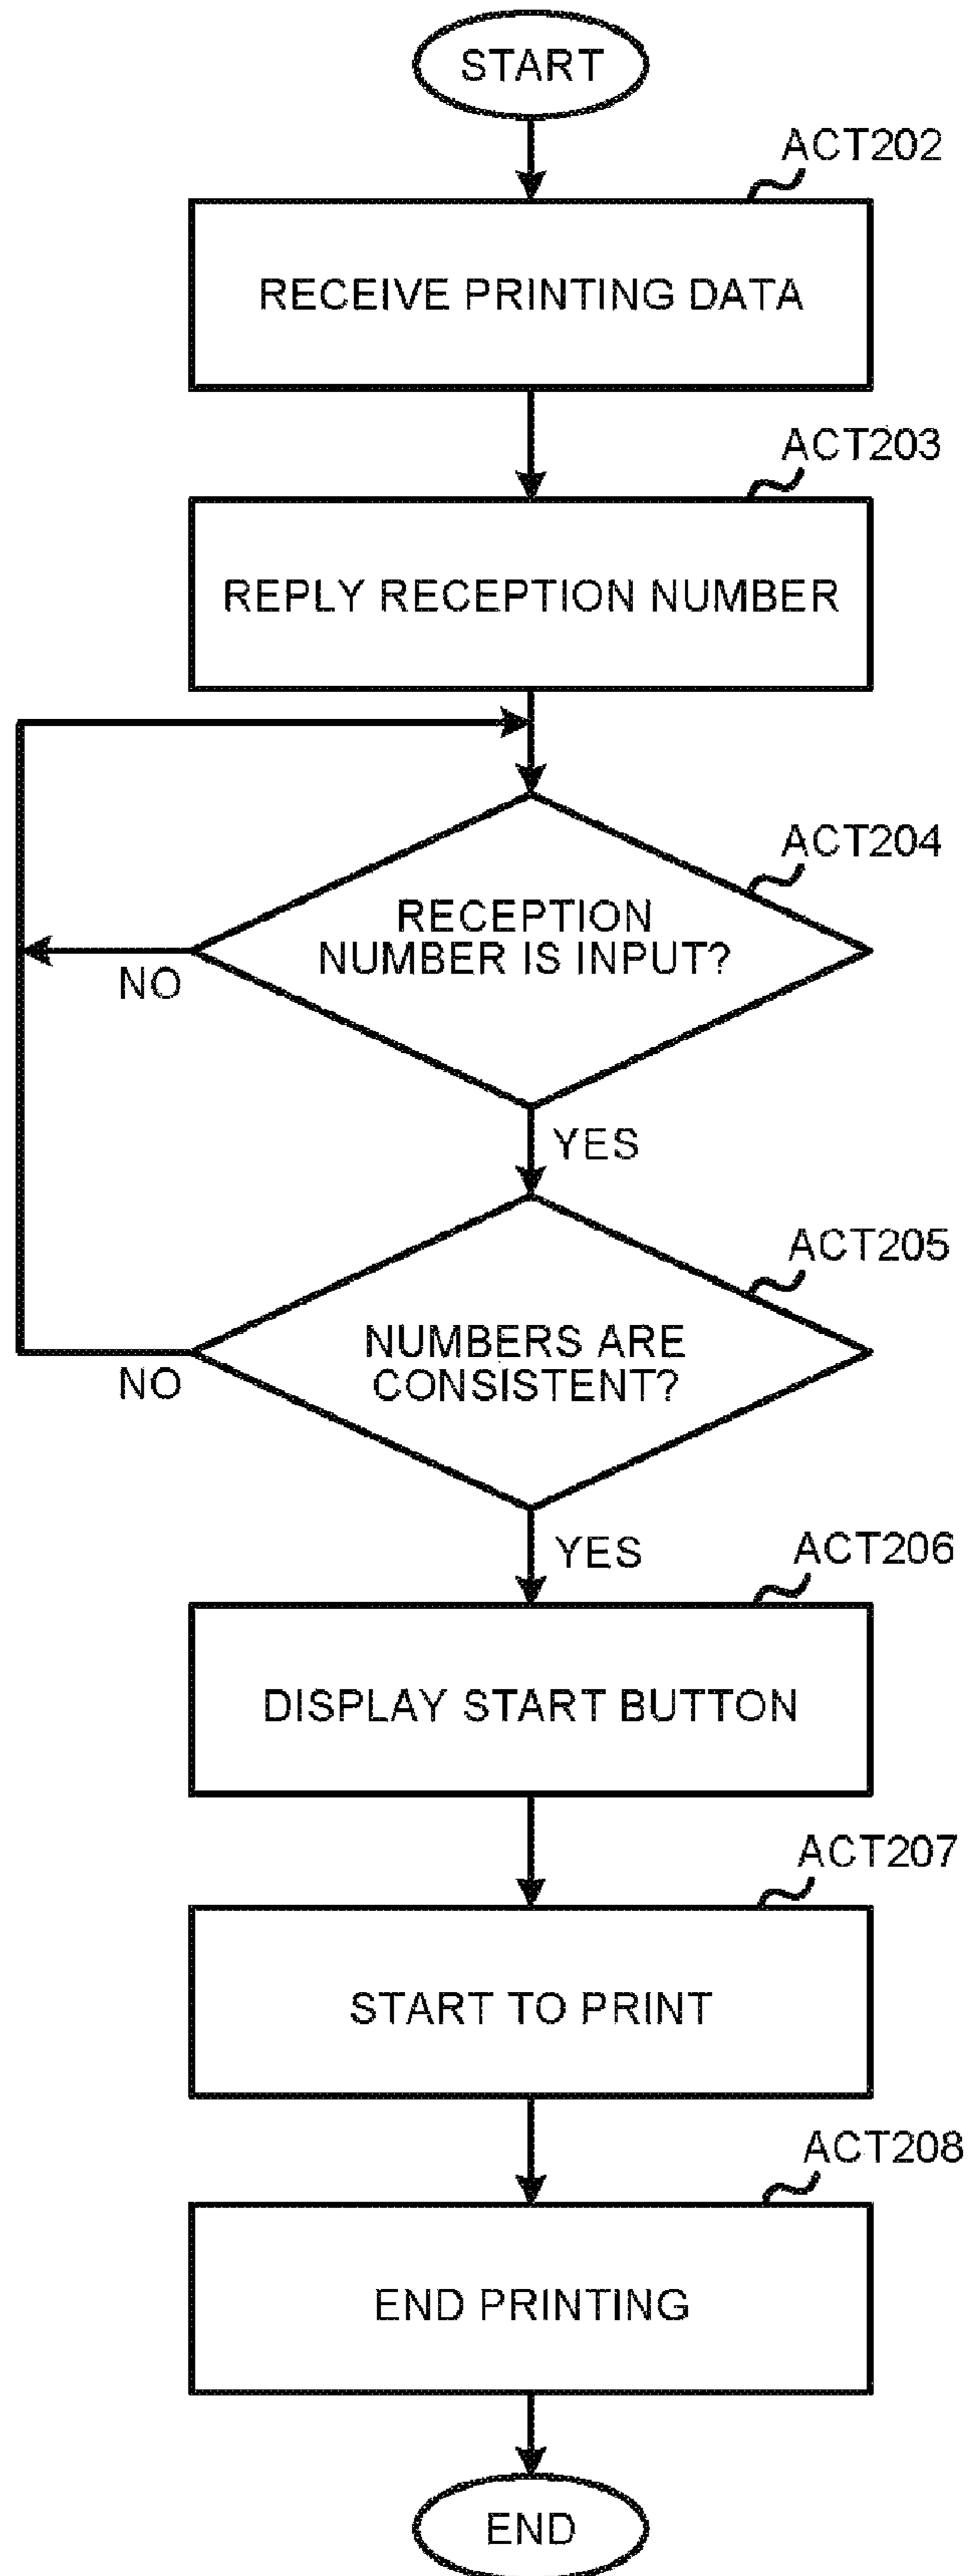 START
ACT202
RECEIVE PRINTING DATA
ACT203
REPLY RECEPTION NUMBER
ACT204
RECEPTION
NUMBER IS INPUT?
NO
YES
ACT205
NUMBERS ARE
CONSISTENT?
NO
YES
ACT206
DISPLAY START BUTTON
ACT207
START TO PRINT
ACT208
END PRINTING
END